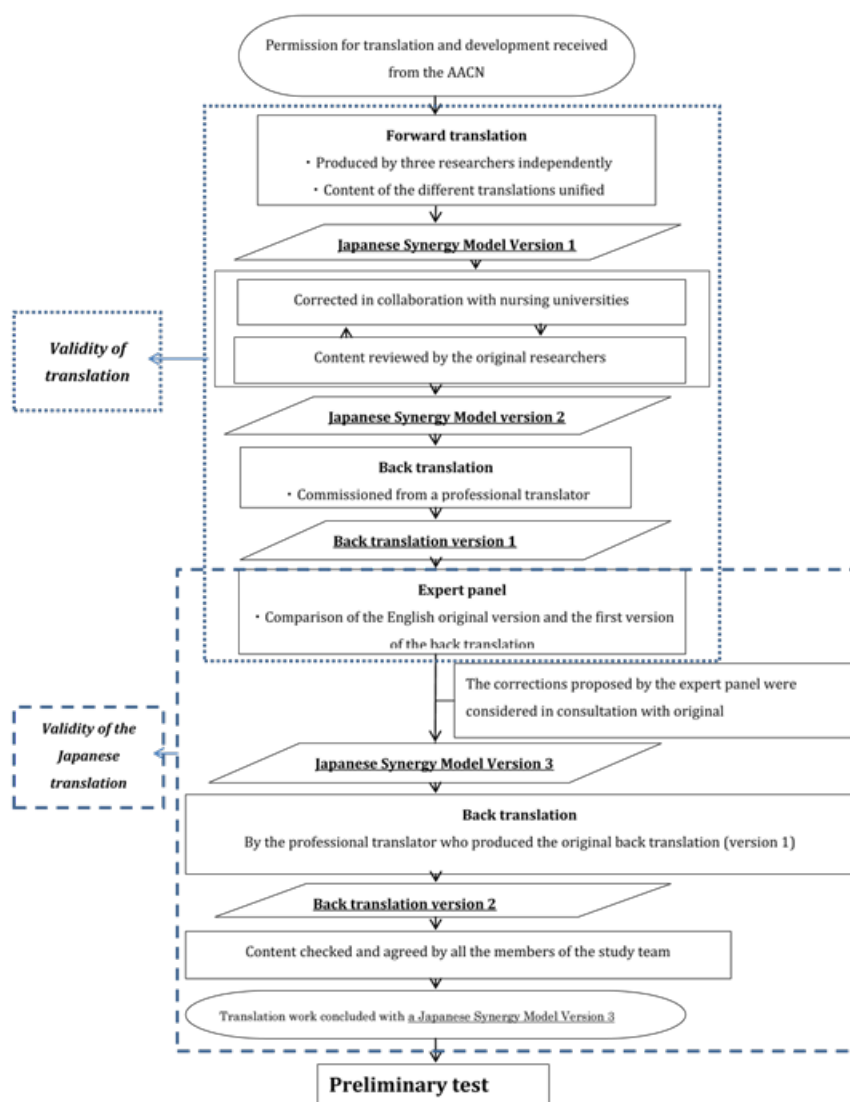 Permission for translation and development received
from the AACN
Forward translation
・Produced by three researchers independently
・Content of the different translations unified
Japanese Synergy Model Version 1
Corrected in collaboration with nursing universities
Content reviewed by the original researchers
Validity of
translation
Japanese Synergy Model version 2
Back translation
・Commissioned from a professional translator
Back translation version 1
Expert panel
・Comparison of the English original version and the first version
of the back translation
The corrections proposed by the expert panel were
considered in consultation with original
Validity of the
Japanese
translation
Japanese Synergy Model Version 3
Back translation
By the professional translator who produced the original back translation (version 1)
Back translation version 2
Content checked and agreed by all the members of the study team
Translation work concluded with a Japanese Synergy Model Version 3
Preliminary test